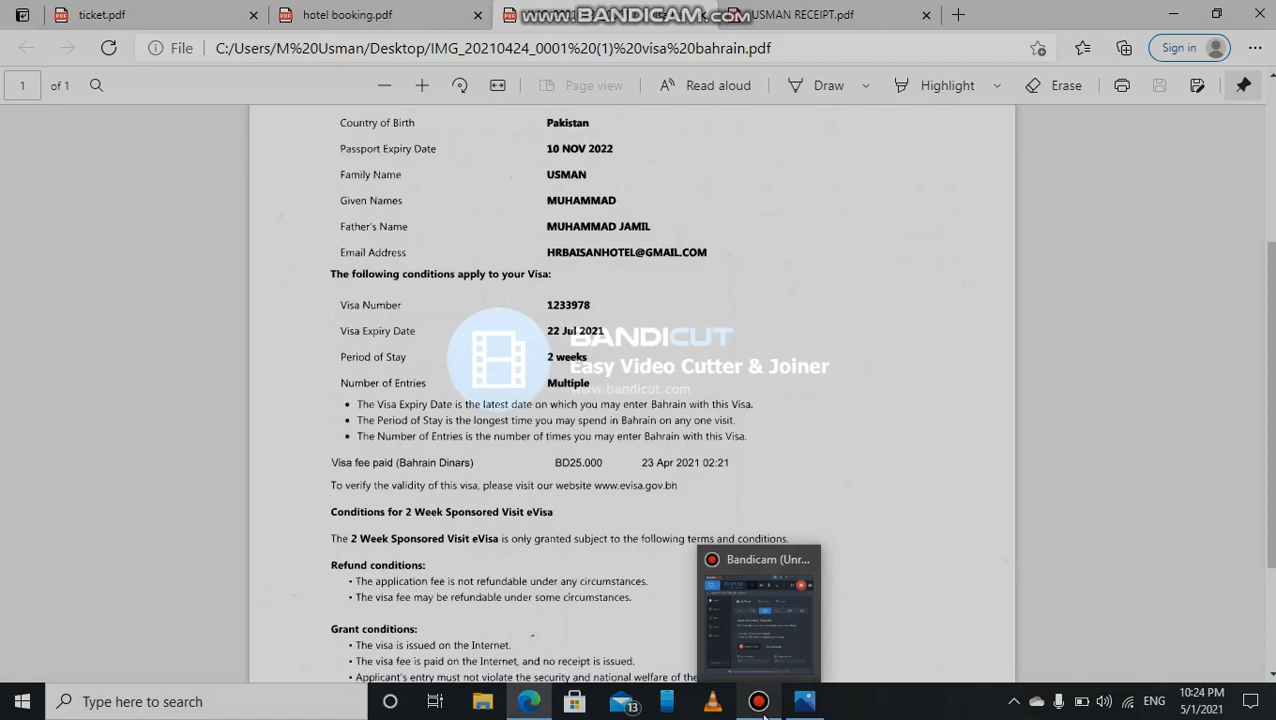 ticket.pdf
hotel booking.pdf
www.BANDICAM.com
USMAN RECEIPT.pdf
File C:/Users/M%20Usman/Desktop/IMG_20210424_0001%20(1)%20visa%20bahrain.pdf
Sign in
1 of 1
Page view
Read aloud
Draw
Highlight
Erase
Country of Birth Pakistan
Passport Expiry Date 10 NOV 2022
Family Name USMAN
Given Names MUHAMMAD
Father's Name MUHAMMAD JAMIL
Email Address HRBAISANHOTEL@GMAIL.COM
The following conditions apply to your Visa:
Visa Number 1233978
Visa Expiry Date 22 Jul 2021
BANDICUT
Period of Stay 2 weeks
Easy Video Cutter & Joiner
Number of Entries Multiple
www.bandicut.com
• The Visa Expiry Date is the latest date on which you may enter Bahrain with this Visa.
• The Period of Stay is the longest time you may spend in Bahrain on any one visit.
• The Number of Entries is the number of times you may enter Bahrain with this Visa.
Visa fee paid (Bahrain Dinars) BD25.000 23 Apr 2021 02:21
To verify the validity of this visa, please visit our website www.evisa.gov.bh
Conditions for 2 Week Sponsored Visit eVisa
The 2 Week Sponsored Visit eVisa is only granted subject to the following terms and conditions.
Refund conditions:
• The application fee is not refundable under any circumstances.
• The visa fee may be refundable under some circumstances.
Grant conditions:
• The visa is issued on the Internet.
• The visa fee is paid on the Internet, and no receipt is issued.
• Applicant's entry must not violate the security and national welfare of the
Bandicam (Unr...
Type here to search
13
ENG
10:24 PM
5/1/2021